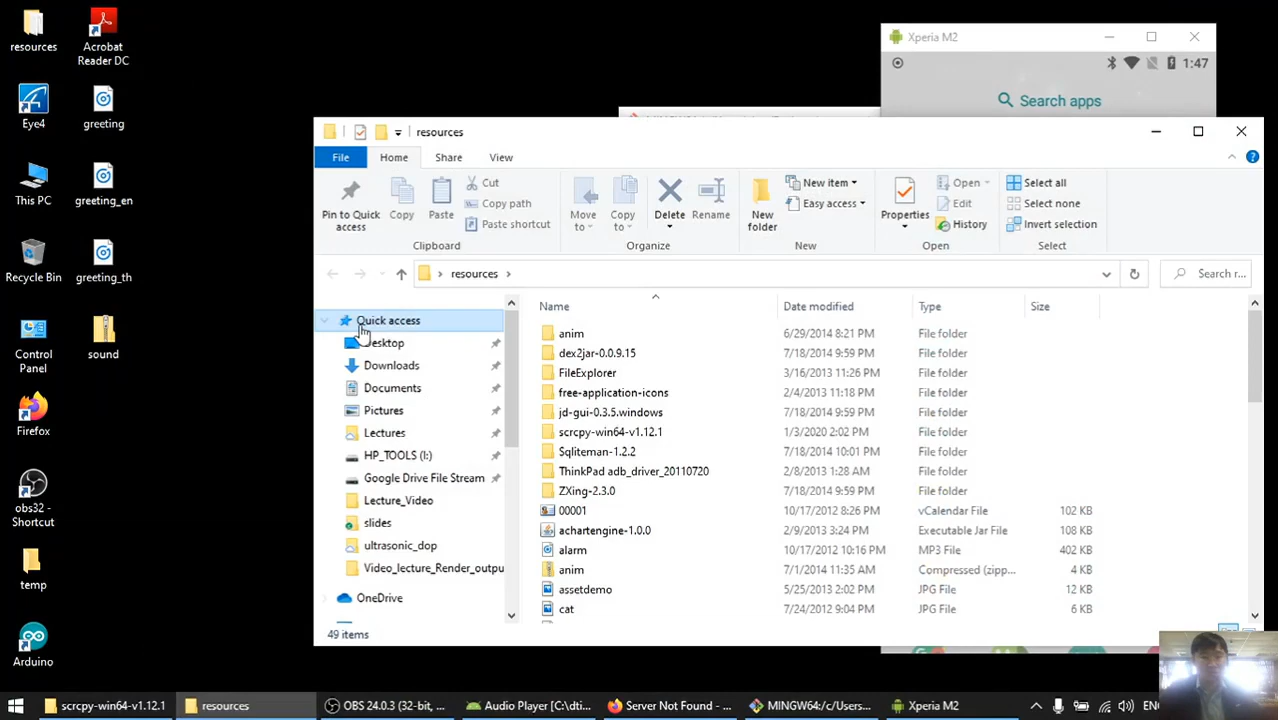 resources
Acrobat
Reader DC
Eye4
greeting
This PC
greeting_en
Recycle Bin
greeting_th
Control
Panel
sound
Firefox
obs32 -
Shortcut
temp
Arduino
Xperia M2
1:47
Search apps
resources
File
Home
Share
View
Pin to Quick
access
Copy
Paste
Cut
Copy path
Paste shortcut
Clipboard
Move
to
Copy
to
Delete
Rename
Organize
New
folder
New item
Easy access
New
Properties
Open
Edit
History
Open
Select all
Select none
Invert selection
Select
resources
Search r...
Quick access
Desktop
Downloads
Documents
Pictures
Lectures
HP_TOOLS (I:)
Google Drive File Stream
Lecture_Video
slides
ultrasonic_dop
Video_lecture_Render_outpu
OneDrive
Name Date modified Type Size
anim 6/29/2014 8:21 PM File folder
dex2jar-0.0.9.15 7/18/2014 9:59 PM File folder
FileExplorer 3/16/2013 11:26 PM File folder
free-application-icons 2/4/2013 11:18 PM File folder
jd-gui-0.3.5.windows 7/18/2014 9:59 PM File folder
scrcpy-win64-v1.12.1 1/3/2020 2:02 PM File folder
Sqliteman-1.2.2 7/18/2014 10:01 PM File folder
ThinkPad adb_driver_20110720 2/8/2013 1:28 AM File folder
ZXing-2.3.0 7/18/2014 9:59 PM File folder
00001 10/17/2012 8:26 PM vCalendar File 102 KB
achartengine-1.0.0 2/9/2013 3:24 PM Executable Jar File 108 KB
alarm 10/17/2012 10:16 PM MP3 File 402 KB
anim 7/1/2014 11:35 AM Compressed (zipp... 4 KB
assetdemo 5/25/2013 2:02 PM JPG File 12 KB
cat 7/24/2012 9:04 PM JPG File 6 KB
49 items
scrcpy-win64-v1.12.1
resources
OBS 24.0.3 (32-bit, ...
Audio Player [C:\dti...
Server Not Found - ...
MINGW64:/c/Users...
Xperia M2